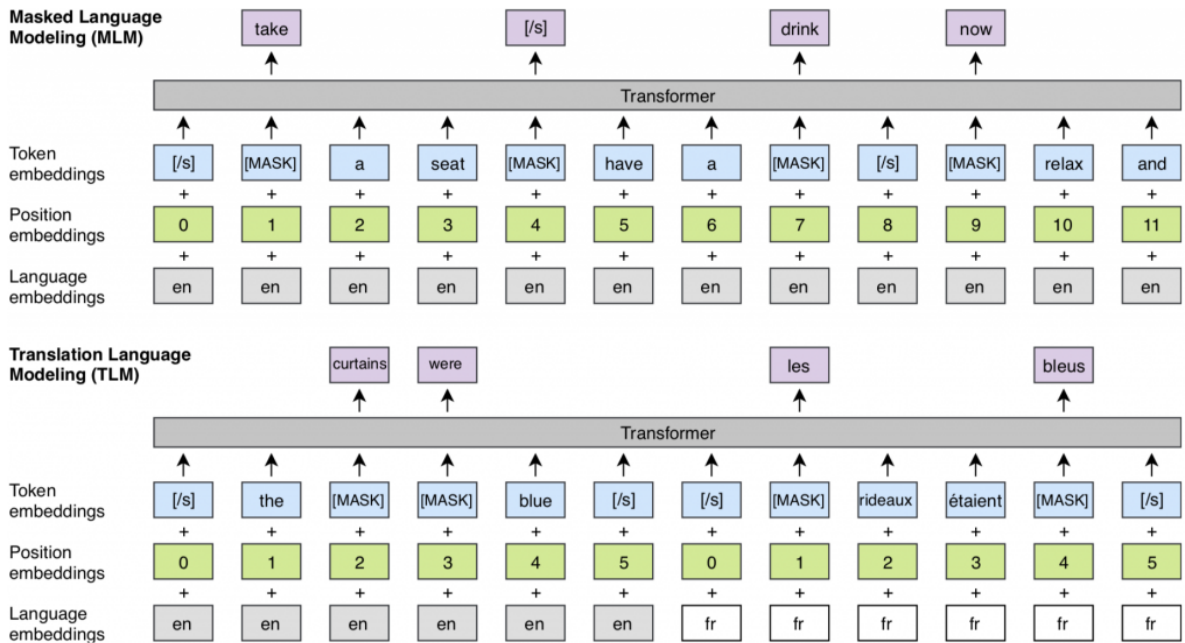 Masked Language
Modeling (MLM)
take [/s] drink now
Transformer
Token
embeddings
[/s] [MASK] a seat [MASK] have a [MASK] [/s] [MASK] relax and
+ + + + + + + + + + + +
Position
embeddings
0 1 2 3 4 5 6 7 8 9 10 11
+ + + + + + + + + + + +
Language
embeddings
en en en en en en en en en en en en
Translation Language
Modeling (TLM)
curtains were les bleus
Transformer
Token
embeddings
[/s] the [MASK] [MASK] blue [/s] [/s] [MASK] rideaux étaient [MASK] [/s]
+ + + + + + + + + + + +
Position
embeddings
0 1 2 3 4 5 0 1 2 3 4 5
+ + + + + + + + + + + +
Language
embeddings
en en en en en en fr fr fr fr fr fr